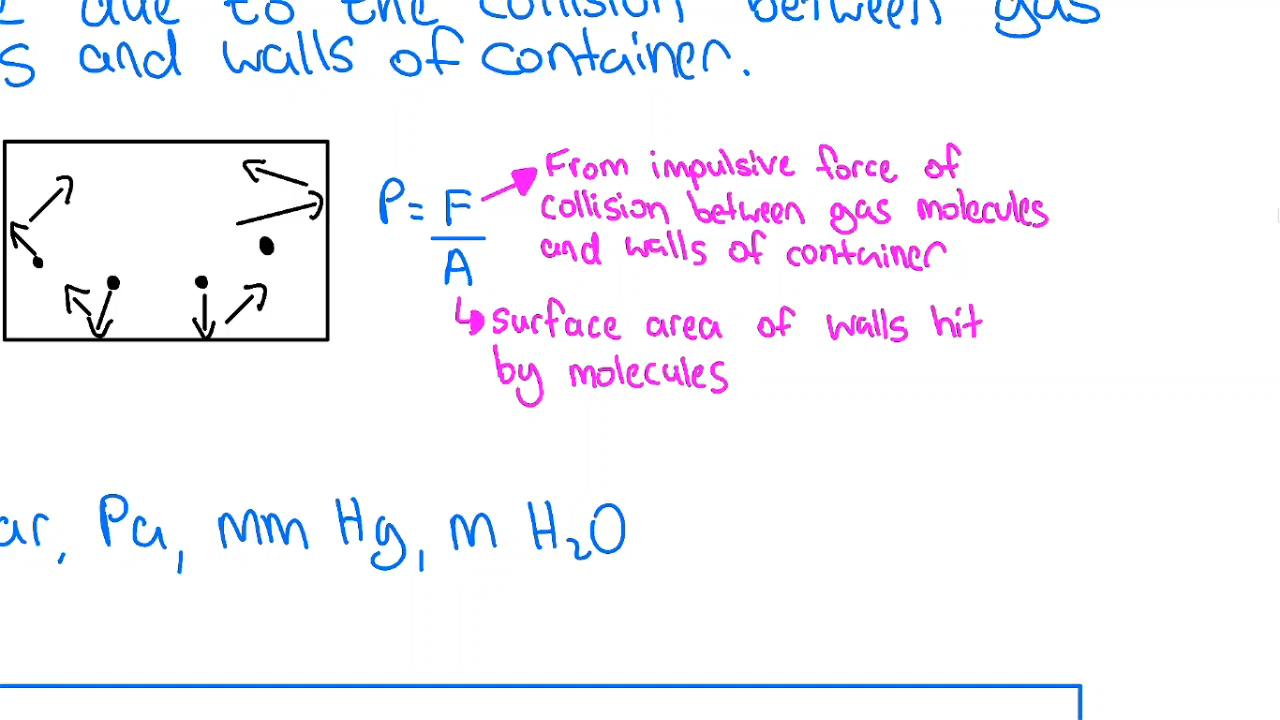 due to the collision between gas
s and walls of container.
P = F
A
From impulsive force of
collision between gas molecules
and walls of container
↳ surface area of walls hit
by molecules
ar, Pa, mm Hg, m H₂O